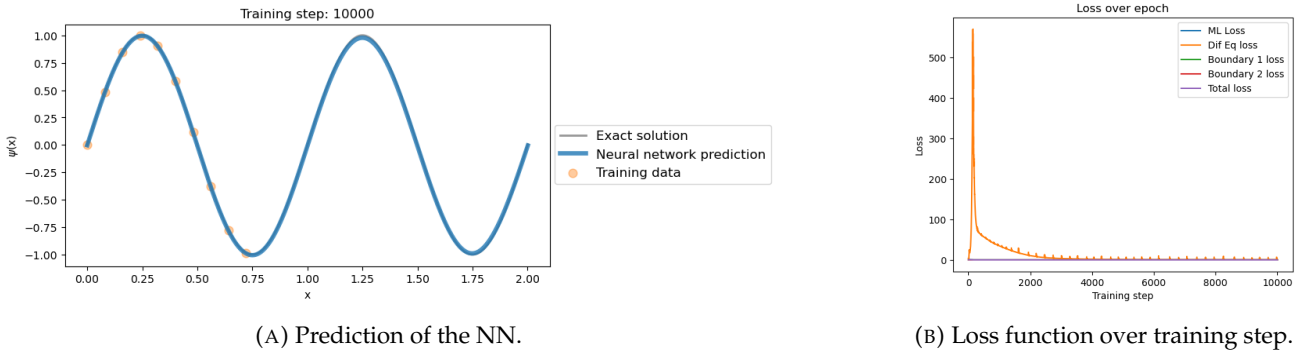 Training step: 10000
1.00
0.75
0.50
0.25
0.00
−0.25
−0.50
−0.75
−1.00
ψ(x)
0.00 0.25 0.50 0.75 1.00 1.25 1.50 1.75 2.00
x
Exact solution
Neural network prediction
Training data
(A) Prediction of the NN.
Loss over epoch
500
400
300
200
100
0
Loss
0 2000 4000 6000 8000 10000
Training step
ML Loss
Dif Eq loss
Boundary 1 loss
Boundary 2 loss
Total loss
(B) Loss function over training step.